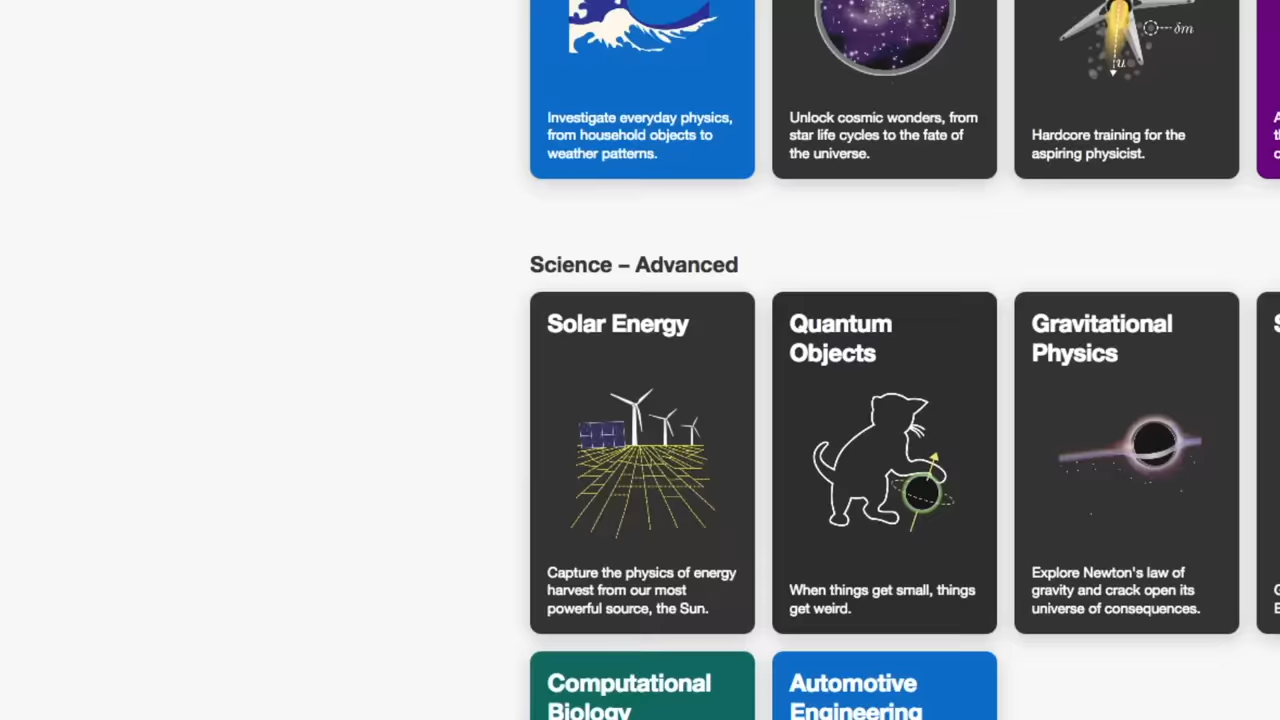 δm
u
Investigate everyday physics,
from household objects to
weather patterns.
Unlock cosmic wonders, from
star life cycles to the fate of
the universe.
Hardcore training for the
aspiring physicist.
Science – Advanced
Solar Energy
Capture the physics of energy
harvest from our most
powerful source, the Sun.
Quantum
Objects
When things get small, things
get weird.
Gravitational
Physics
Explore Newton's law of
gravity and crack open its
universe of consequences.
Computational
Biology
Automotive
Engineering